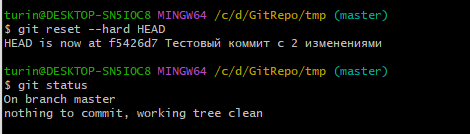 turin@DESKTOP-SN5IOC8 MINGW64 /c/d/GitRepo/tmp (master)
$ git reset --hard HEAD
HEAD is now at f5426d7 Тестовый коммит с 2 изменениями
turin@DESKTOP-SN5IOC8 MINGW64 /c/d/GitRepo/tmp (master)
$ git status
On branch master
nothing to commit, working tree clean